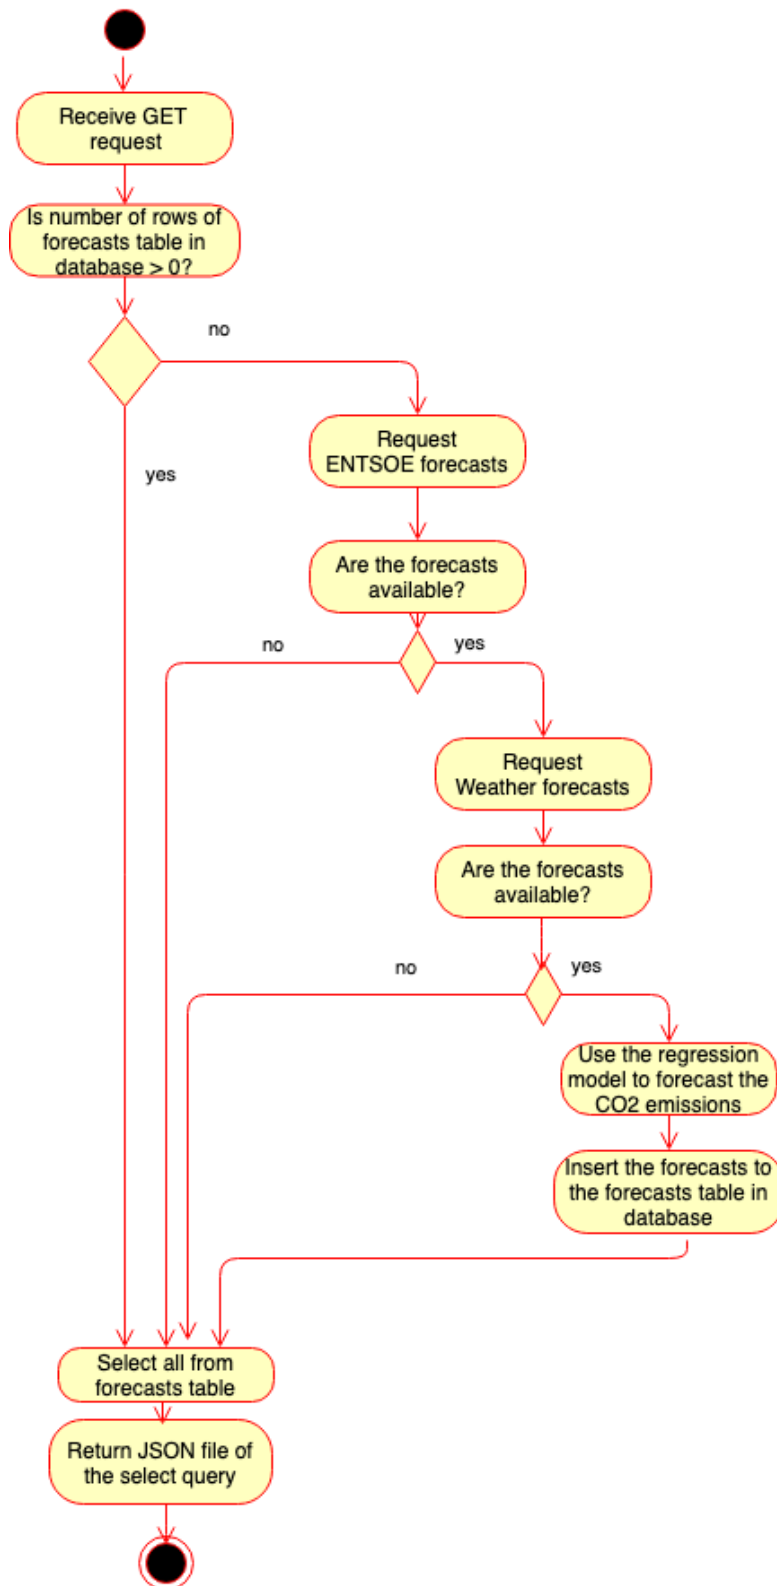 Receive GET
request
Is number of rows of
forecasts table in
database > 0?
no
yes
Request
ENTSOE forecasts
Are the forecasts
available?
no
yes
Request
Weather forecasts
Are the forecasts
available?
no
yes
Use the regression
model to forecast the
CO2 emissions
Insert the forecasts to
the forecasts table in
database
Select all from
forecasts table
Return JSON file of
the select query